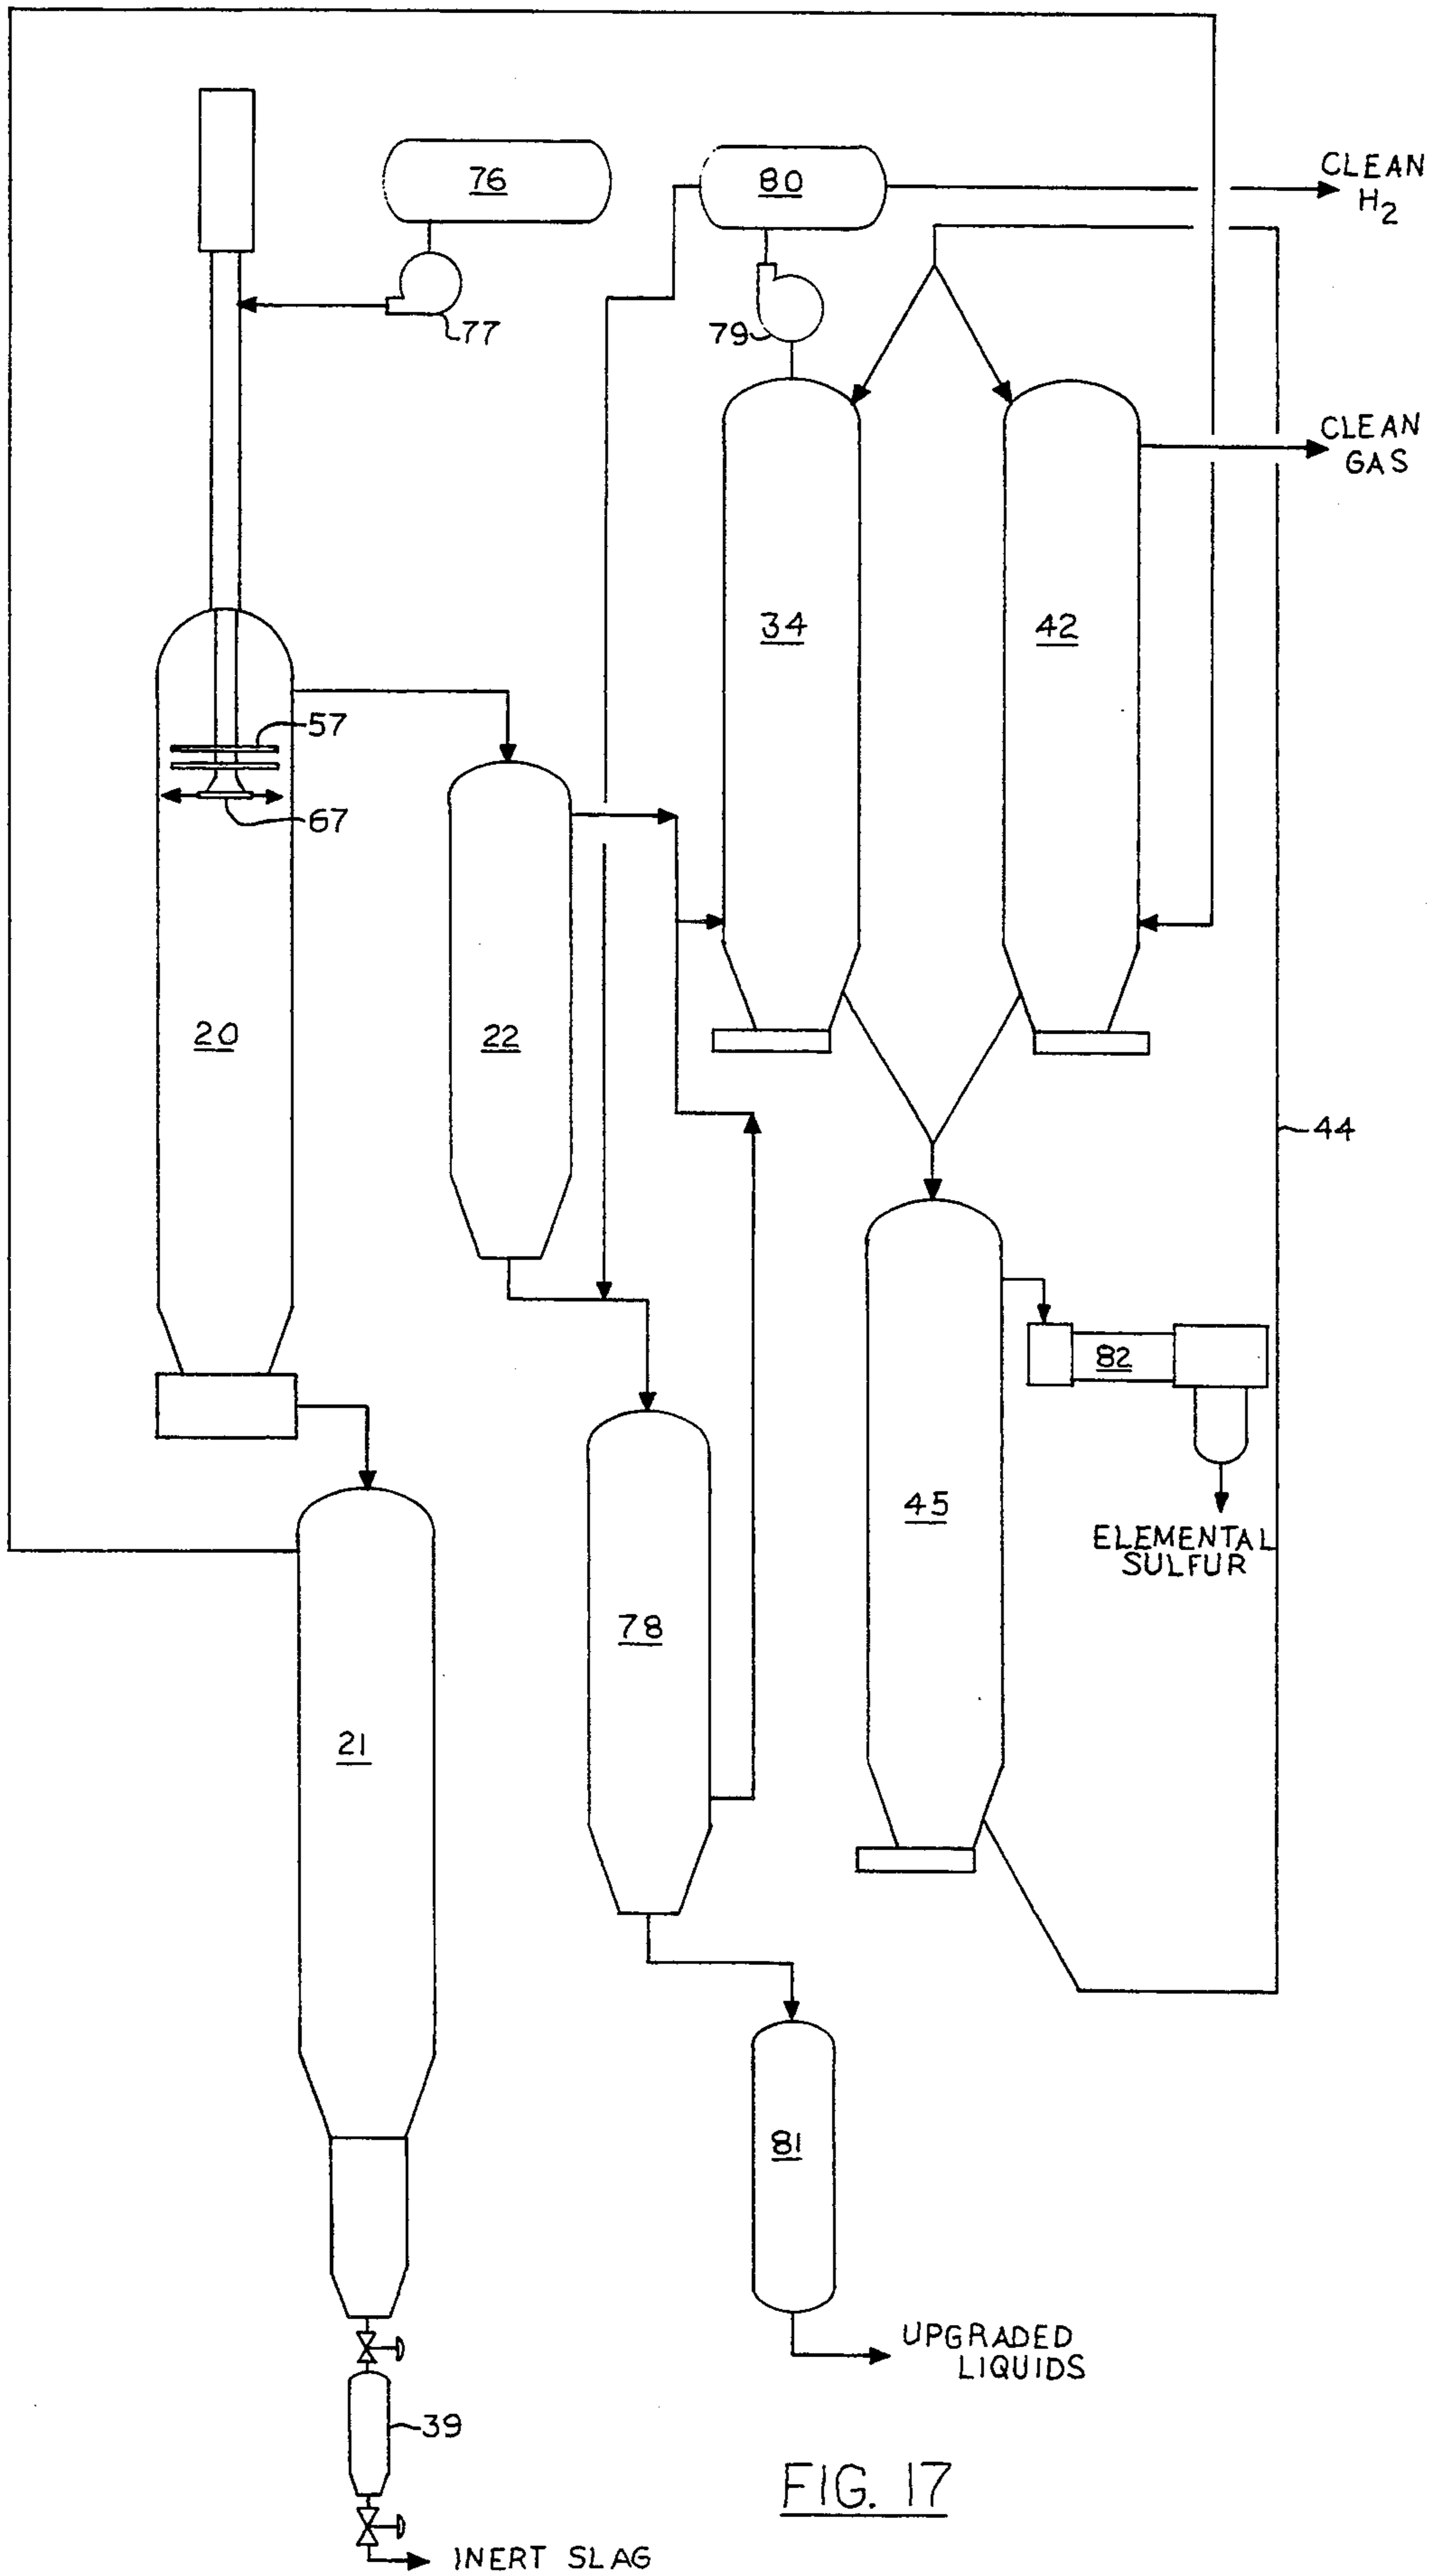 76
80
CLEAN
H2
77
79
CLEAN
GAS
34
42
57
67
20
22
44
82
45
ELEMENTAL
SULFUR
78
21
81
UPGRADED
LIQUIDS
39
FIG. 17
INERT SLAG